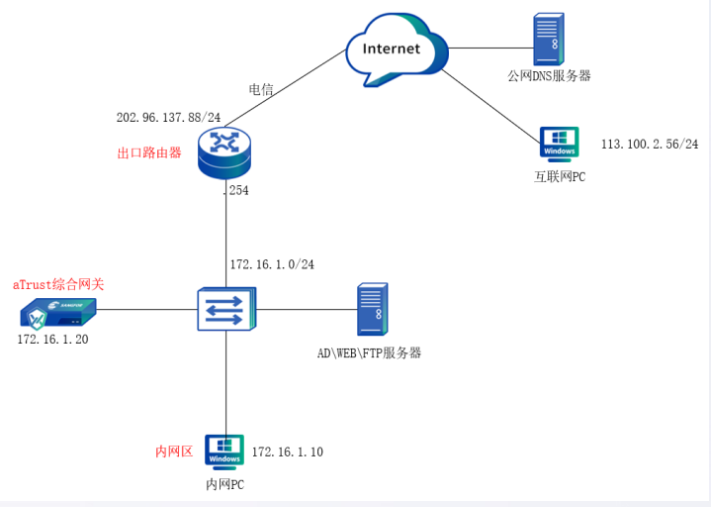 Internet
公网DNS服务器
电信
202.96.137.88/24
出口路由器
Windows
113.100.2.56/24
互联网PC
.254
172.16.1.0/24
aTrust综合网关
172.16.1.20
AD\WEB\FTP服务器
内网区
Windows
172.16.1.10
内网PC